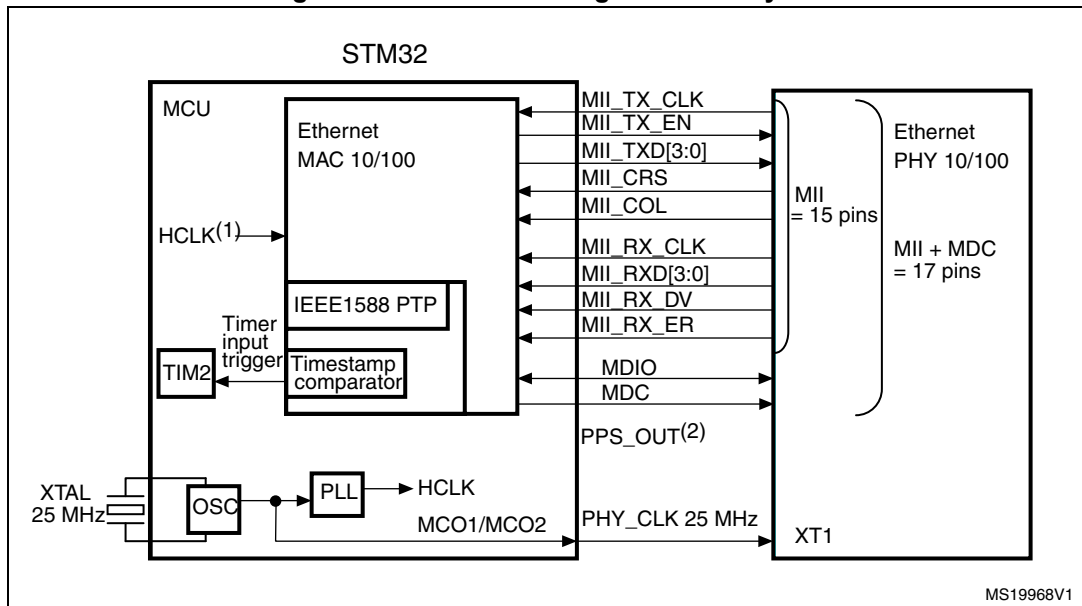 STM32
MCU
Ethernet
MAC 10/100
HCLK(1)
IEEE1588 PTP
Timer
input
trigger
TIM2
Timestamp
comparator
XTAL
25 MHz
OSC
PLL
HCLK
MCO1/MCO2
MII_TX_CLK
MII_TX_EN
MII_TXD[3:0]
MII_CRS
MII_COL
MII_RX_CLK
MII_RXD[3:0]
MII_RX_DV
MII_RX_ER
MDIO
MDC
PPS_OUT(2)
PHY_CLK 25 MHz
MII
= 15 pins
Ethernet
PHY 10/100
MII + MDC
= 17 pins
XT1
MS19968V1